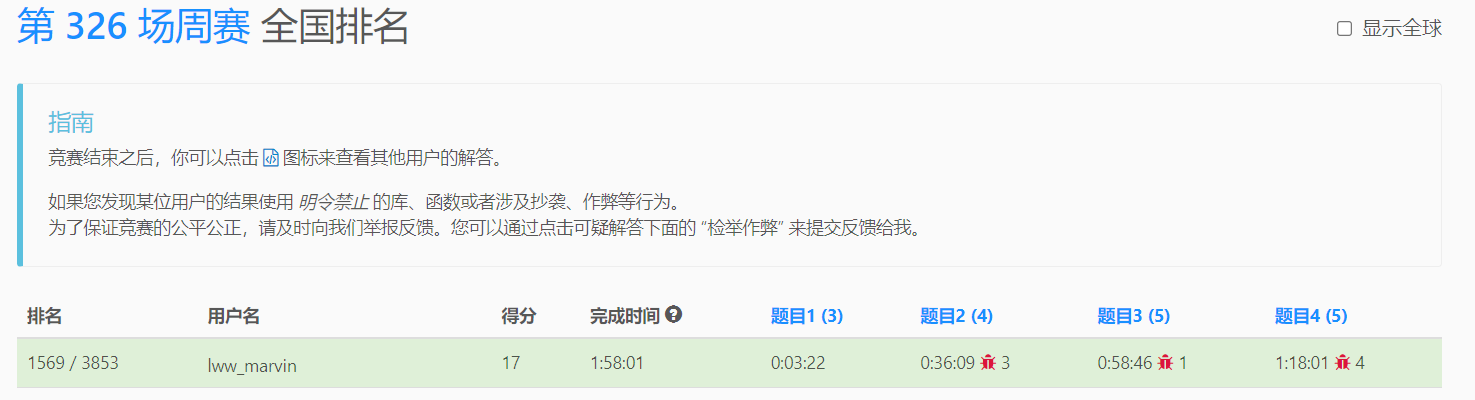 第 326 场周赛 全国排名
显示全球
指南
竞赛结束之后，你可以点击 图标来查看其他用户的解答。
如果您发现某位用户的结果使用 明令禁止 的库、函数或者涉及抄袭、作弊等行为。
为了保证竞赛的公平公正，请及时向我们举报反馈。您可以通过点击可疑解答下面的 “检举作弊” 来提交反馈给我。
排名 用户名 得分 完成时间 题目1 (3) 题目2 (4) 题目3 (5) 题目4 (5)
1569 / 3853 lww_marvin 17 1:58:01 0:03:22 0:36:09 3 0:58:46 1 1:18:01 4